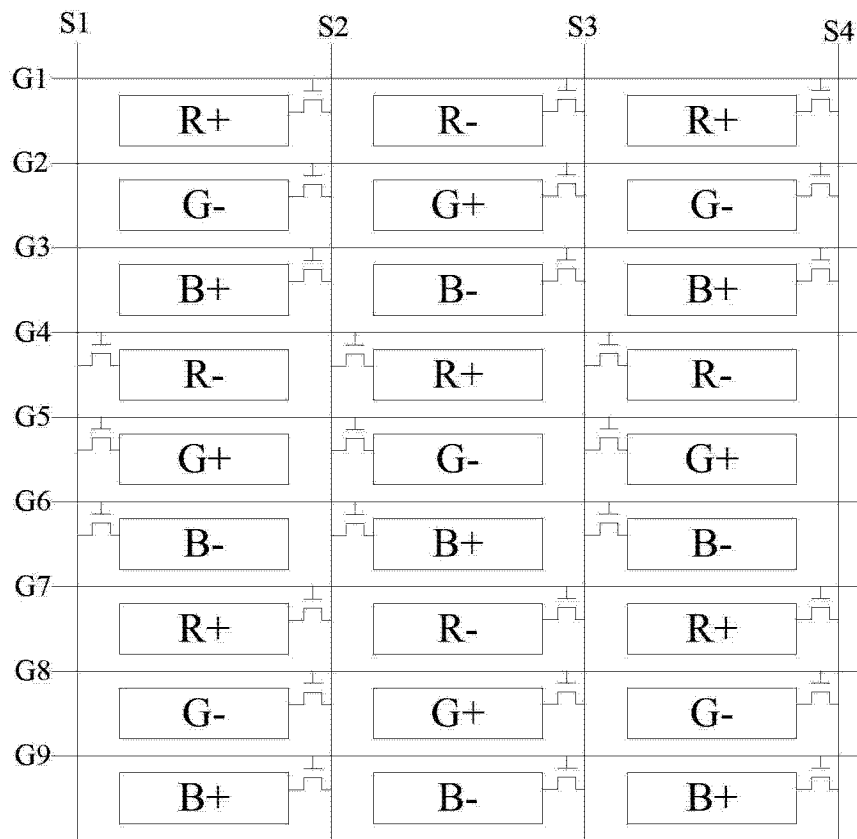 S1 S2 S3 S4
G1
R+ R- R+
G2
G- G+ G-
G3
B+ B- B+
G4
R- R+ R-
G5
G+ G- G+
G6
B- B+ B-
G7
R+ R- R+
G8
G- G+ G-
G9
B+ B- B+